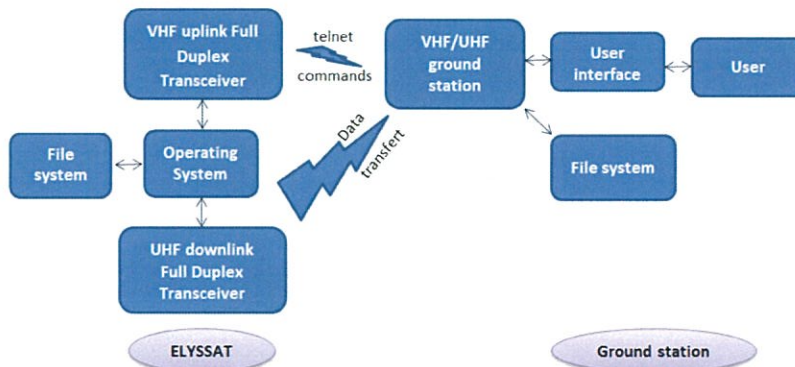 VHF uplink Full
Duplex
Transceiver
telnet
commands
VHF/UHF
ground
station
User
interface
User
File
system
Operating
System
Data
transfert
File system
UHF downlink
Full Duplex
Transceiver
ELYSSAT
Ground station